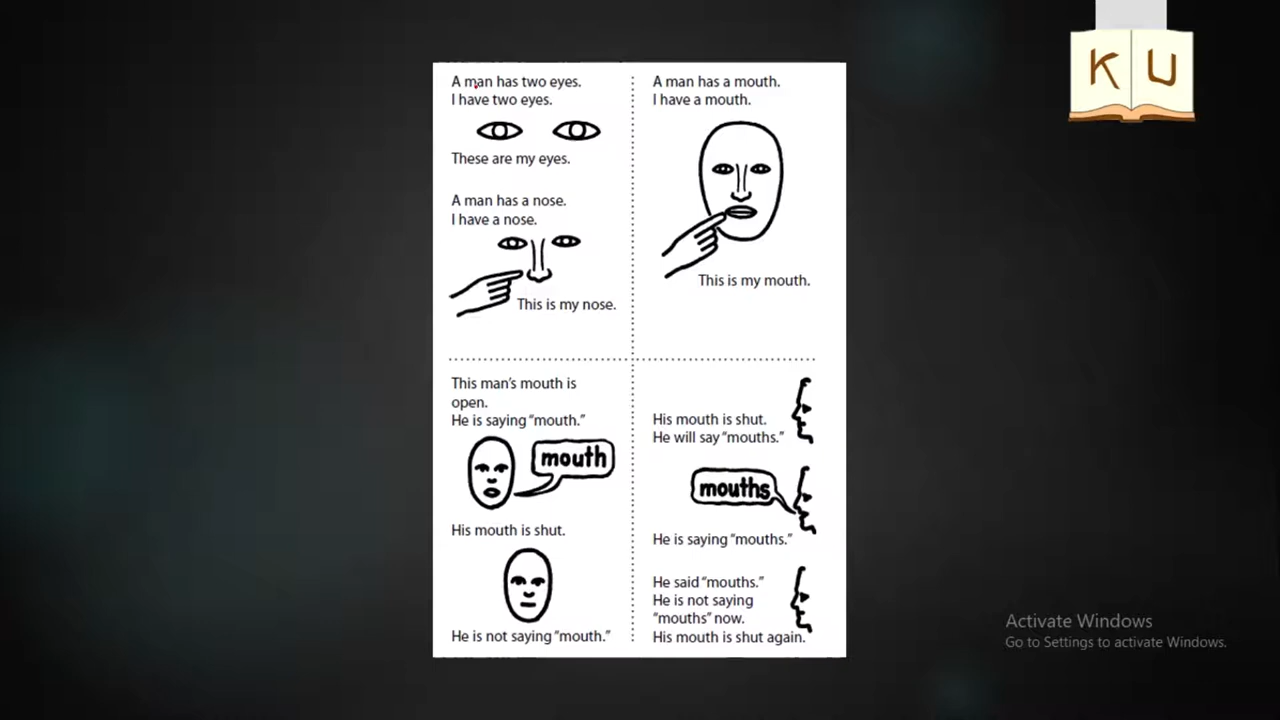 A man has two eyes.
I have two eyes.
These are my eyes.
A man has a nose.
I have a nose.
This is my nose.
A man has a mouth.
I have a mouth.
This is my mouth.
This man's mouth is
open.
He is saying “mouth.”
mouth
His mouth is shut.
He is not saying “mouth.”
His mouth is shut.
He will say “mouths.”
mouths
He is saying “mouths.”
He said “mouths.”
He is not saying
“mouths” now.
His mouth is shut again.
K U
Activate Windows
Go to Settings to activate Windows.